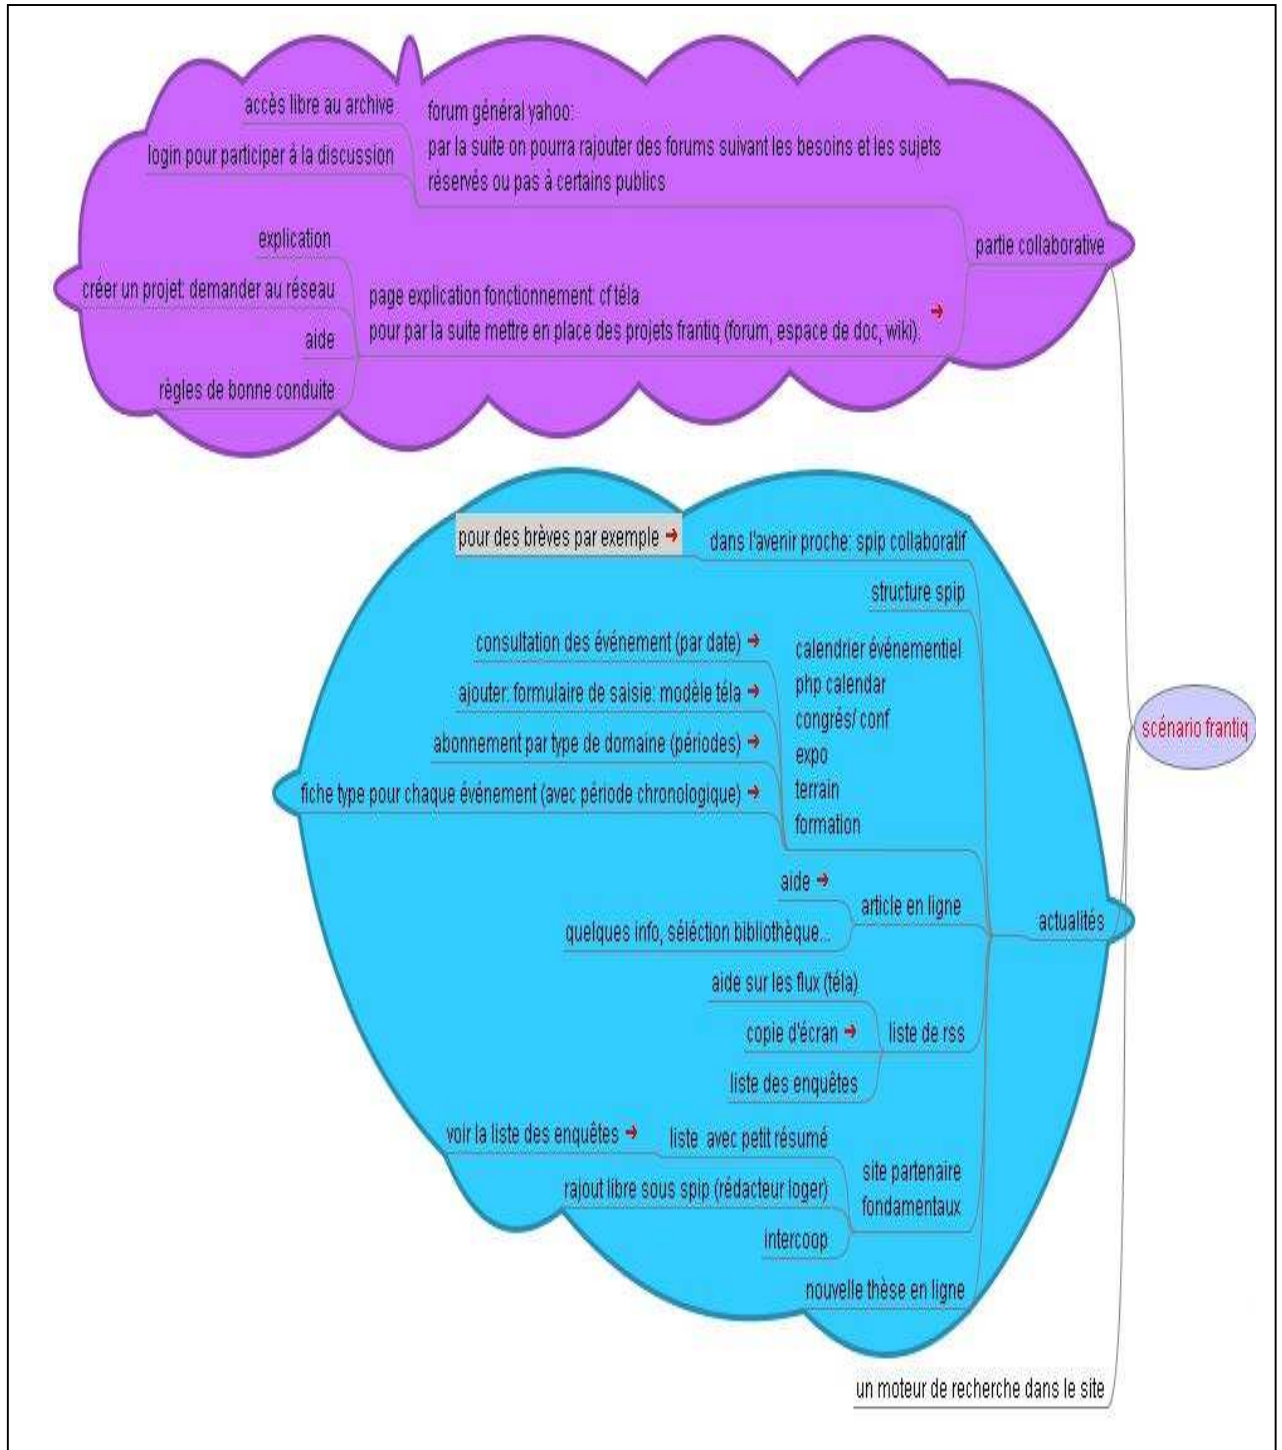 accès libre au archive
login pour participer à la discussion
forum général yahoo:
par la suite on pourra rajouter des forums suivant les besoins et les sujets
réservés ou pas à certains publics
partie collaborative
explication
créer un projet: demander au réseau
aide
règles de bonne conduite
page explication fonctionnement: cf téla
pour par la suite mettre en place des projets frantiq (forum, espace de doc, wiki).
pour des brèves par exemple
dans l'avenir proche: spip collaboratif
structure spip
consultation des événement (par date)
ajouter: formulaire de saisie: modèle téla
abonnement par type de domaine (périodes)
fiche type pour chaque événement (avec période chronologique)
calendrier événementiel
php calendar
congrés/ conf
expo
terrain
formation
scénario frantiq
aide
quelques info, séléction bibliothèque...
article en ligne
actualités
aide sur les flux (téla)
copie d'écran
liste des enquêtes
liste de rss
voir la liste des enquêtes
liste avec petit résumé
rajout libre sous spip (rédacteur loger)
intercoop
site partenaire
fondamentaux
nouvelle thèse en ligne
un moteur de recherche dans le site